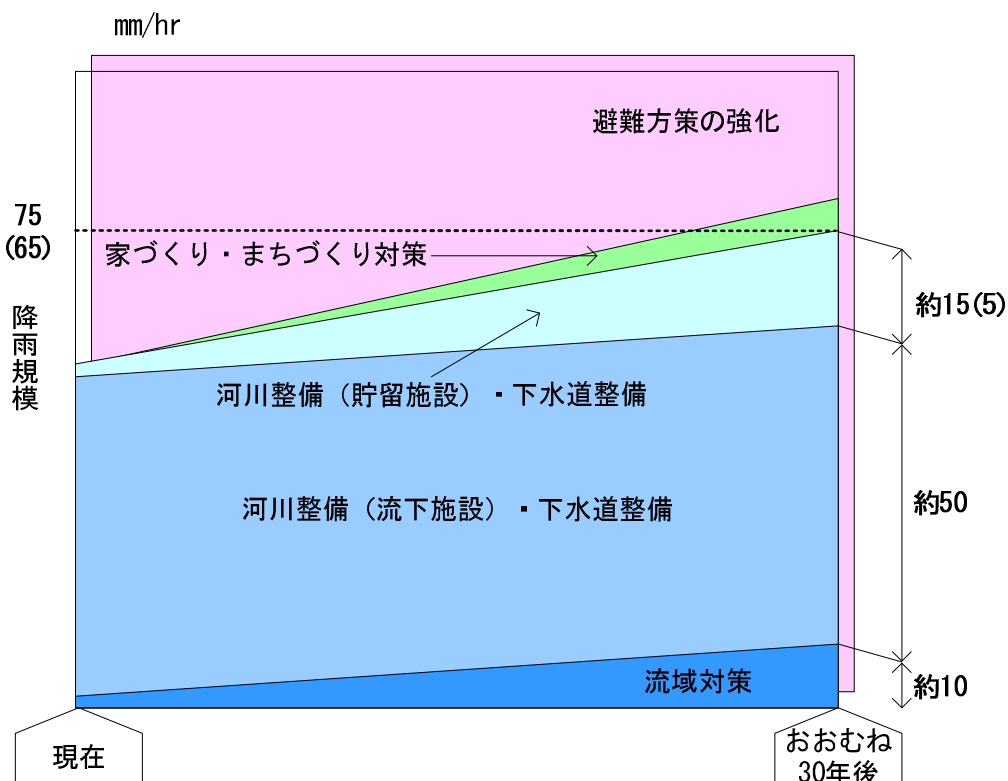 mm/hr
避難方策の強化
75
(65)
家づくり・まちづくり対策
約15(5)
降雨規模
河川整備（貯留施設）・下水道整備
河川整備（流下施設）・下水道整備
約50
流域対策
約10
現在
おおむね
30年後